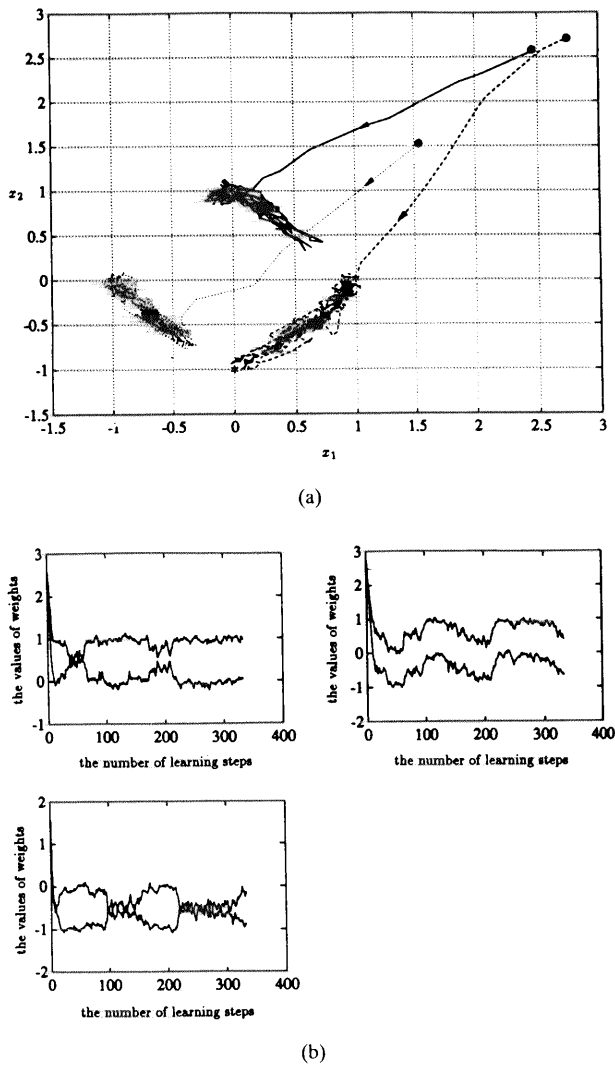 3
2.5
2
1.5
1
0.5
0
-0.5
-1
-1.5
x₂
-1.5 -1 -0.5 0 0.5 1 1.5 2 2.5 3
x₁
(a)
3
2
1
0
-1
the values of weights
0 100 200 300 400
the number of learning steps
3
2
1
0
-1
-2
the values of weights
0 100 200 300 400
the number of learning steps
2
1
0
-1
-2
the values of weights
0 100 200 300 400
the number of learning steps
(b)